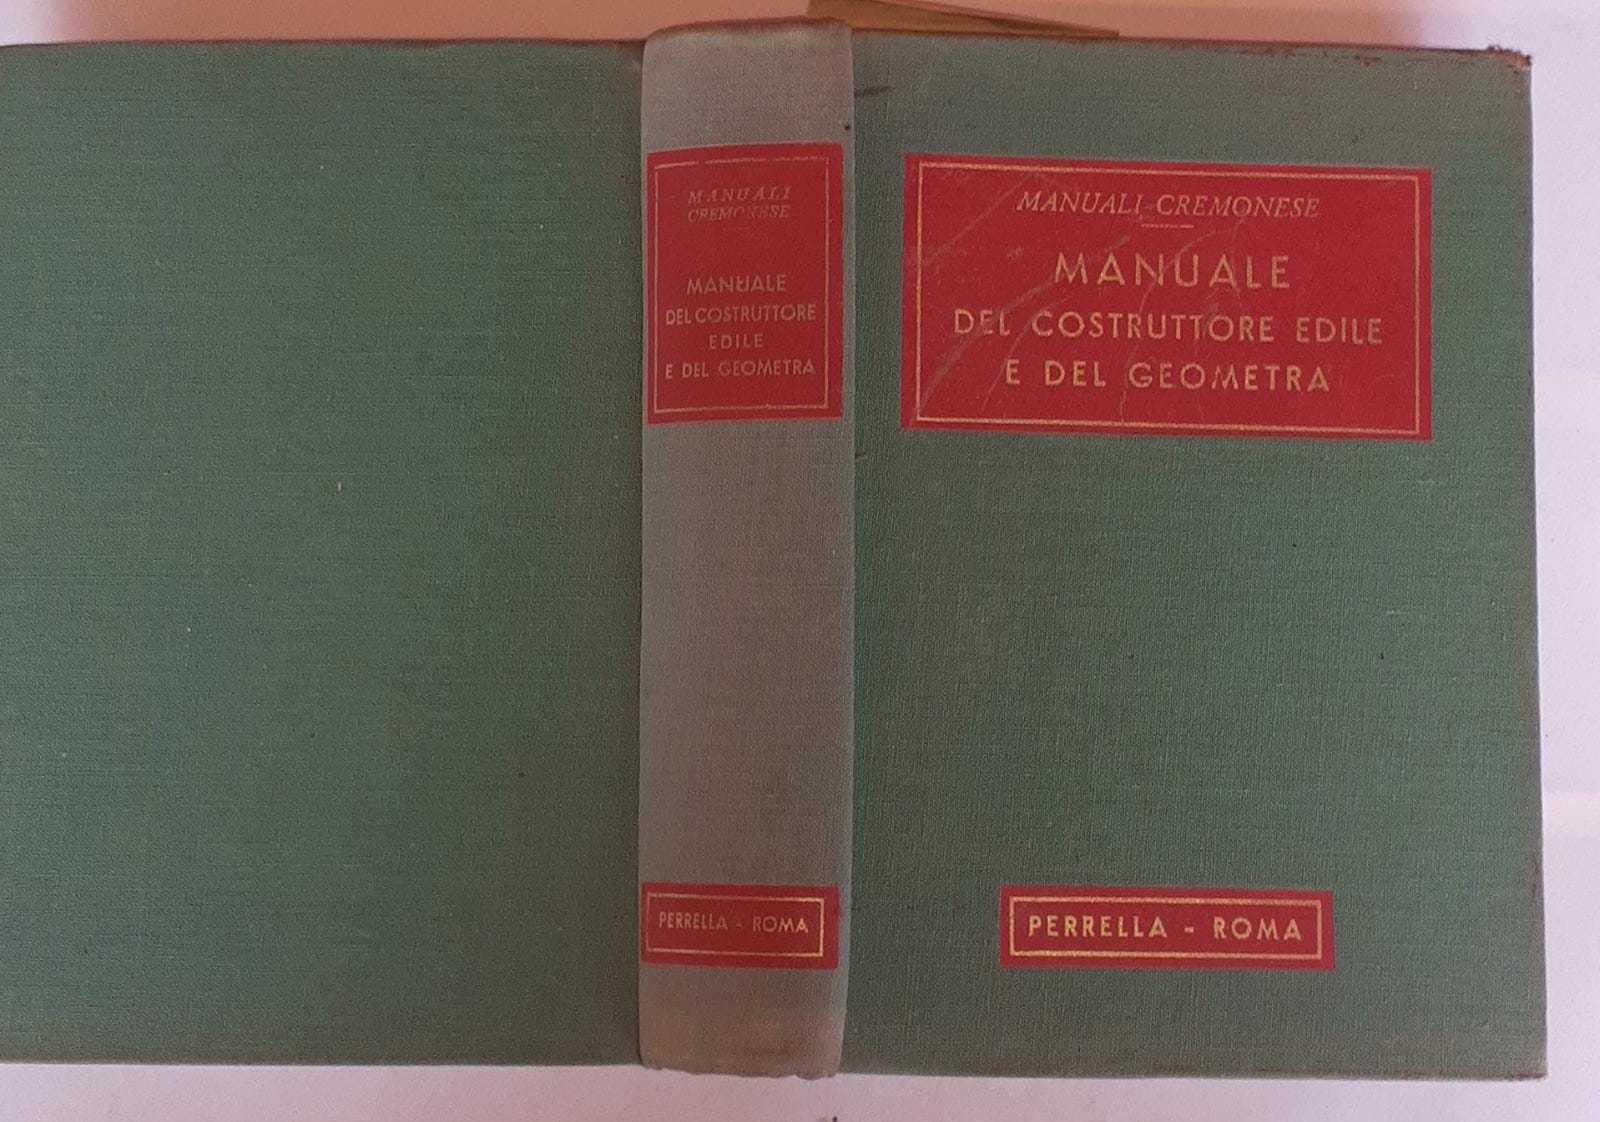 MANUALI
CREMONESE
MANUALE
DEL COSTRUTTORE
EDILE
E DEL GEOMETRA
PERRELLA - ROMA
MANUALI CREMONESE
MANUALE
DEL COSTRUTTORE EDILE
E DEL GEOMETRA
PERRELLA - ROMA